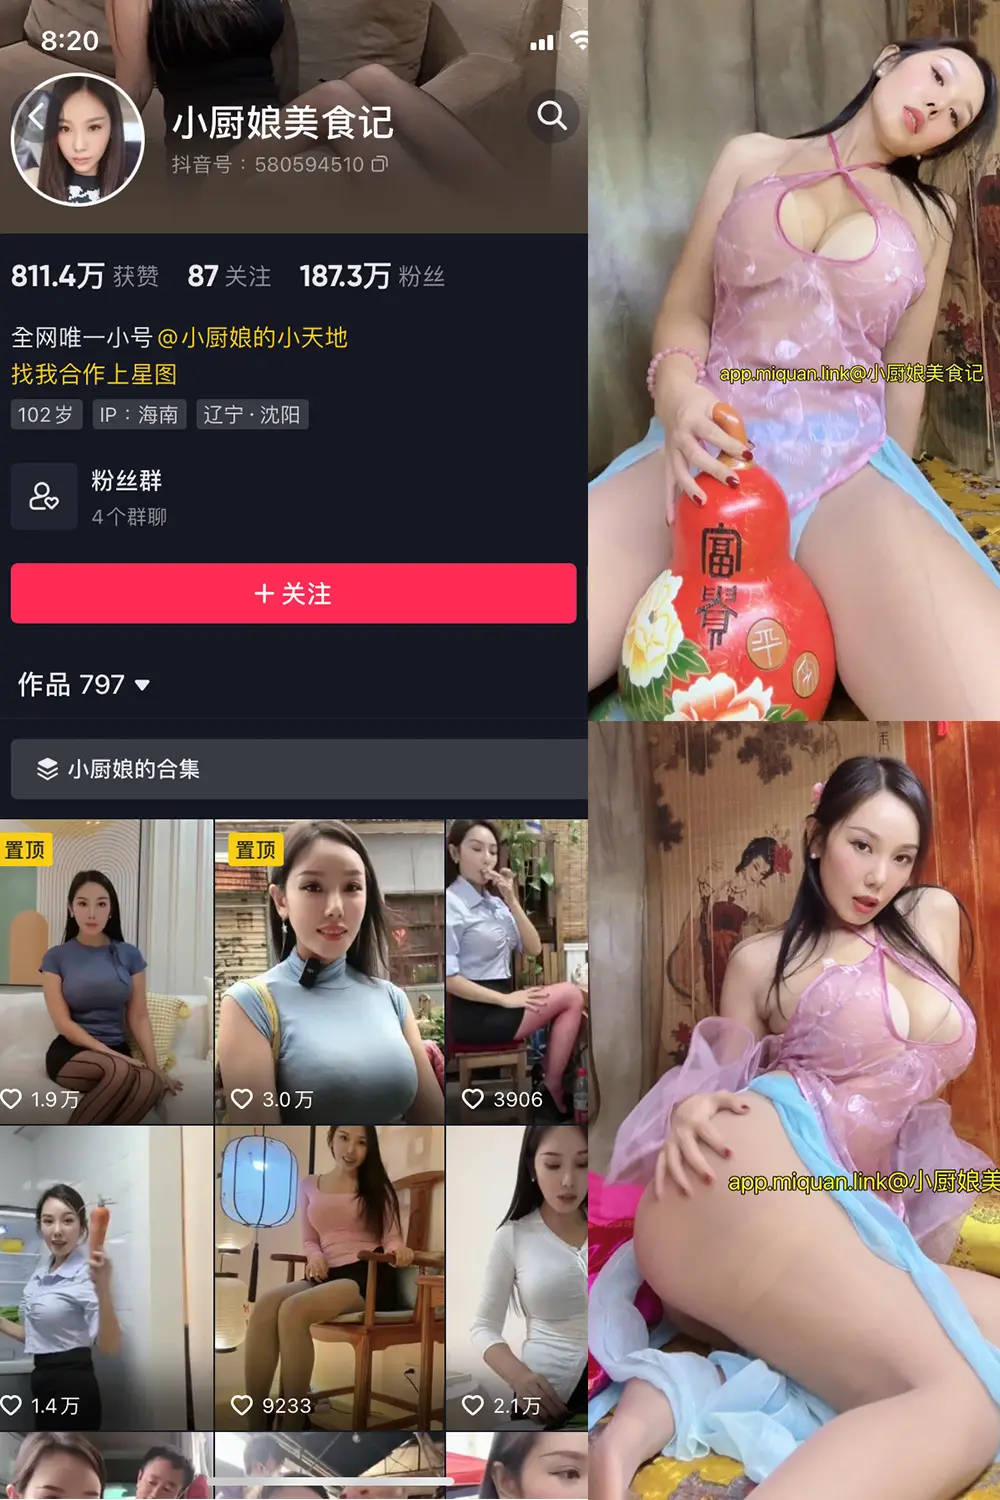 8:20
小厨娘美食记
抖音号：580594510
811.4万 获赞 87 关注 187.3万 粉丝
全网唯一小号@小厨娘的小天地
找我合作上星图
102岁 IP：海南 辽宁·沈阳
粉丝群
4个群聊
+ 关注
作品 797
小厨娘的合集
置顶
置顶
1.9万
3.0万
3906
1.4万
9233
2.1万
app.miquan.link@小厨娘美食记
富
贵
平
安
app.miquan.link@小厨娘美